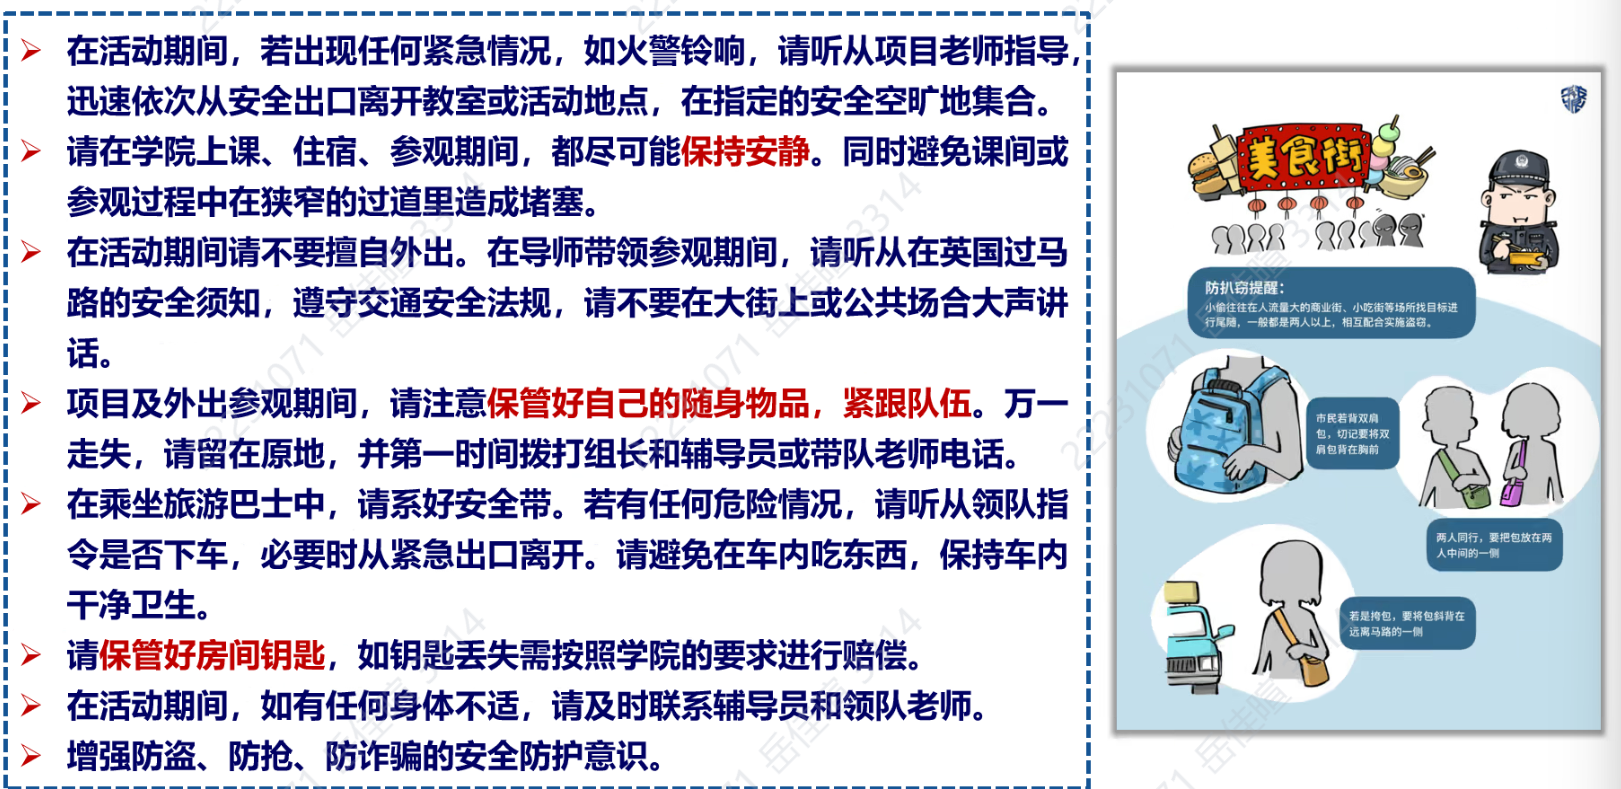 在活动期间，若出现任何紧急情况，如火警铃响，请听从项目老师指导，
迅速依次从安全出口离开教室或活动地点，在指定的安全空旷地集合。
请在学院上课、住宿、参观期间，都尽可能保持安静。同时避免课间或
参观过程中在狭窄的过道里造成堵塞。
在活动期间请不要擅自外出。在导师带领参观期间，请听从在英国过马
路的安全须知，遵守交通安全法规，请不要在大街上或公共场合大声讲
话。
项目及外出参观期间，请注意保管好自己的随身物品，紧跟队伍。万一
走失，请留在原地，并第一时间拨打组长和辅导员或带队老师电话。
在乘坐旅游巴士中，请系好安全带。若有任何危险情况，请听从领队指
令是否下车，必要时从紧急出口离开。请避免在车内吃东西，保持车内
干净卫生。
请保管好房间钥匙，如钥匙丢失需按照学院的要求进行赔偿。
在活动期间，如有任何身体不适，请及时联系辅导员和领队老师。
增强防盗、防抢、防诈骗的安全防护意识。
美食街
防扒窃提醒：
小偷往往在人流量大的商业街、小吃街等场所找目标进
行尾随，一般都是两人以上，相互配合实施盗窃。
市民若背双肩
包，切记要将双
肩包背在胸前
两人同行，要把包放在两
人中间的一侧
若是挎包，要将包斜背在
远离马路的一侧
22231071 岳佳暄 3314